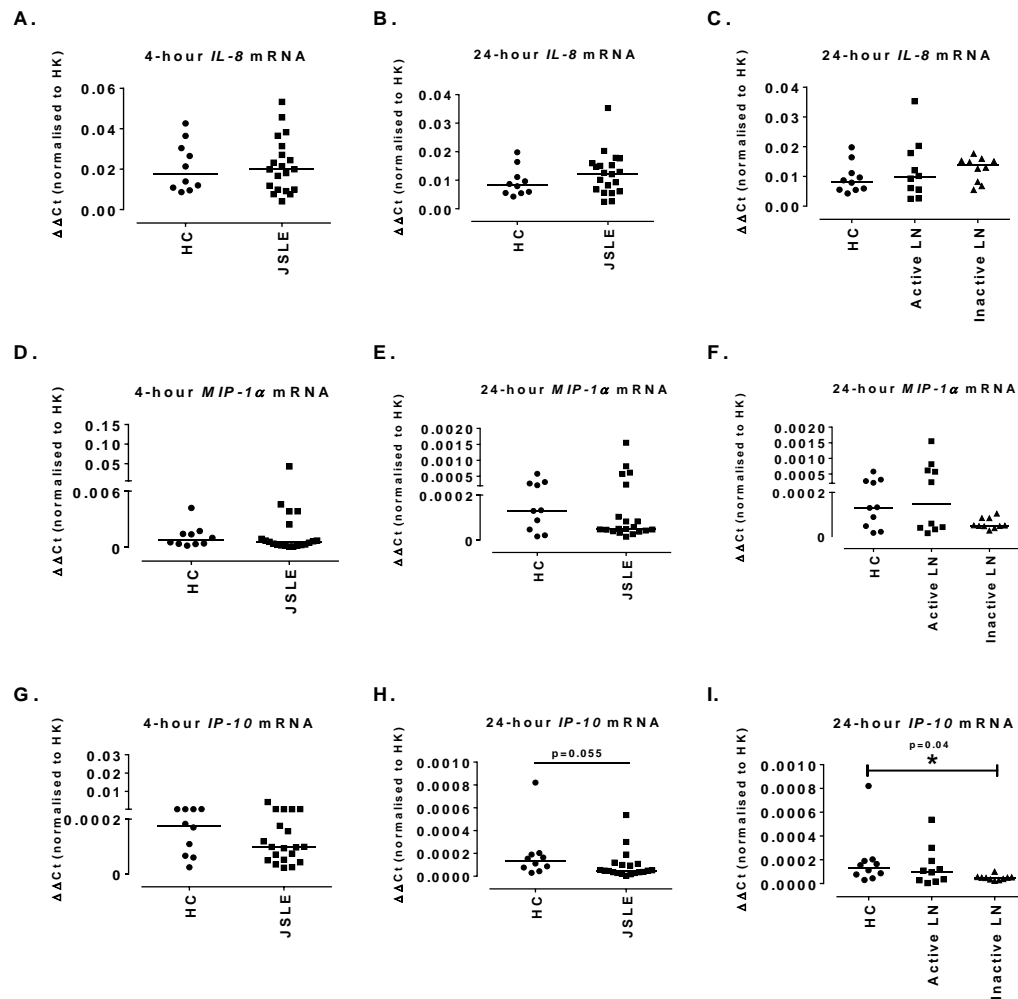 A.
4-hour IL-8 mRNA
ΔΔCt (normalised to HK)
0.06
0.04
0.02
0.00
HC
JSLE
B.
24-hour IL-8 mRNA
ΔΔCt (normalised to HK)
0.04
0.03
0.02
0.01
0.00
HC
JSLE
C.
24-hour IL-8 mRNA
ΔΔCt (normalised to HK)
0.04
0.03
0.02
0.01
0.00
HC
Active LN
Inactive LN
D.
4-hour MIP-1α mRNA
ΔΔCt (normalised to HK)
0.15
0.10
0.05
0.006
0
HC
JSLE
E.
24-hour MIP-1α mRNA
ΔΔCt (normalised to HK)
0.0020
0.0015
0.0010
0.0005
0.0002
0
HC
JSLE
F.
24-hour MIP-1α mRNA
ΔΔCt (normalised to HK)
0.0020
0.0015
0.0010
0.0005
0.0002
0
HC
Active LN
Inactive LN
G.
4-hour IP-10 mRNA
ΔΔCt (normalised to HK)
0.03
0.02
0.01
0.0002
0
HC
JSLE
H.
24-hour IP-10 mRNA
p=0.055
ΔΔCt (normalised to HK)
0.0010
0.0008
0.0006
0.0004
0.0002
0.0000
HC
JSLE
I.
24-hour IP-10 mRNA
p=0.04
*
ΔΔCt (normalised to HK)
0.0010
0.0008
0.0006
0.0004
0.0002
0.0000
HC
Active LN
Inactive LN